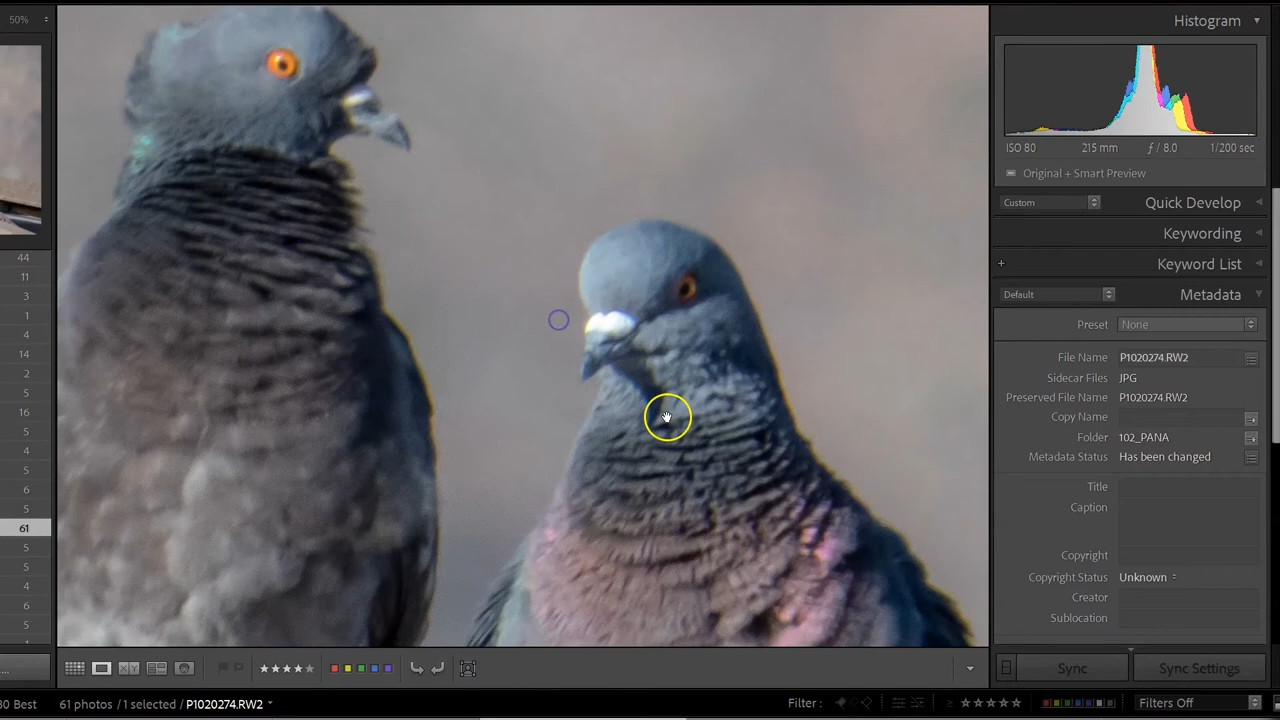 50%
Histogram
ISO 80 215 mm ƒ / 8.0 1/200 sec
Original + Smart Preview
Custom Quick Develop
Keywording
+ Keyword List
Default Metadata
Preset None
File Name P1020274.RW2
Sidecar Files JPG
Preserved File Name P1020274.RW2
Copy Name
Folder 102_PANA
Metadata Status Has been changed
Title
Caption
Copyright
Copyright Status Unknown
Creator
Sublocation
44
11
3
1
4
14
2
5
16
5
4
5
6
5
61
5
5
4
6
5
...
XY
Sync Sync Settings
30 Best 61 photos / 1 selected / P1020274.RW2 Filter : ≥ Filters Off